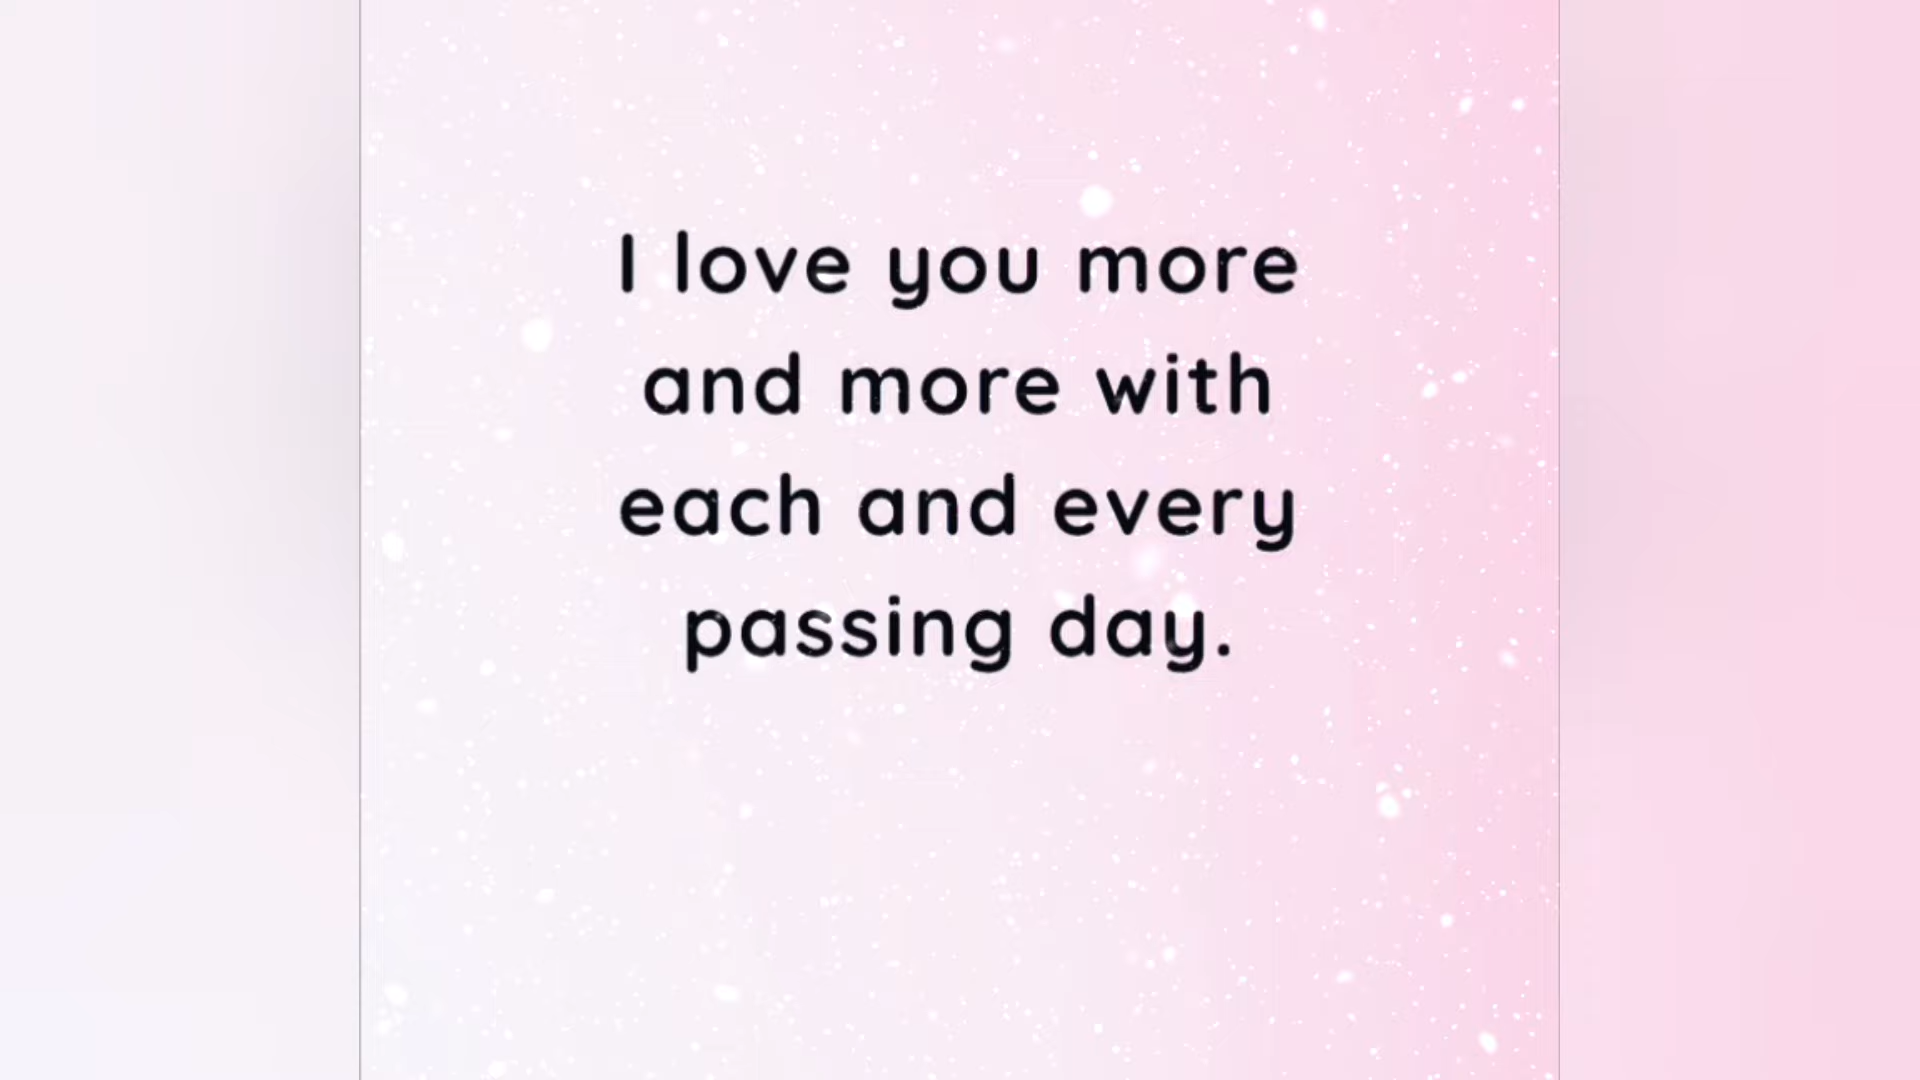 I love you more
and more with
each and every
passing day.